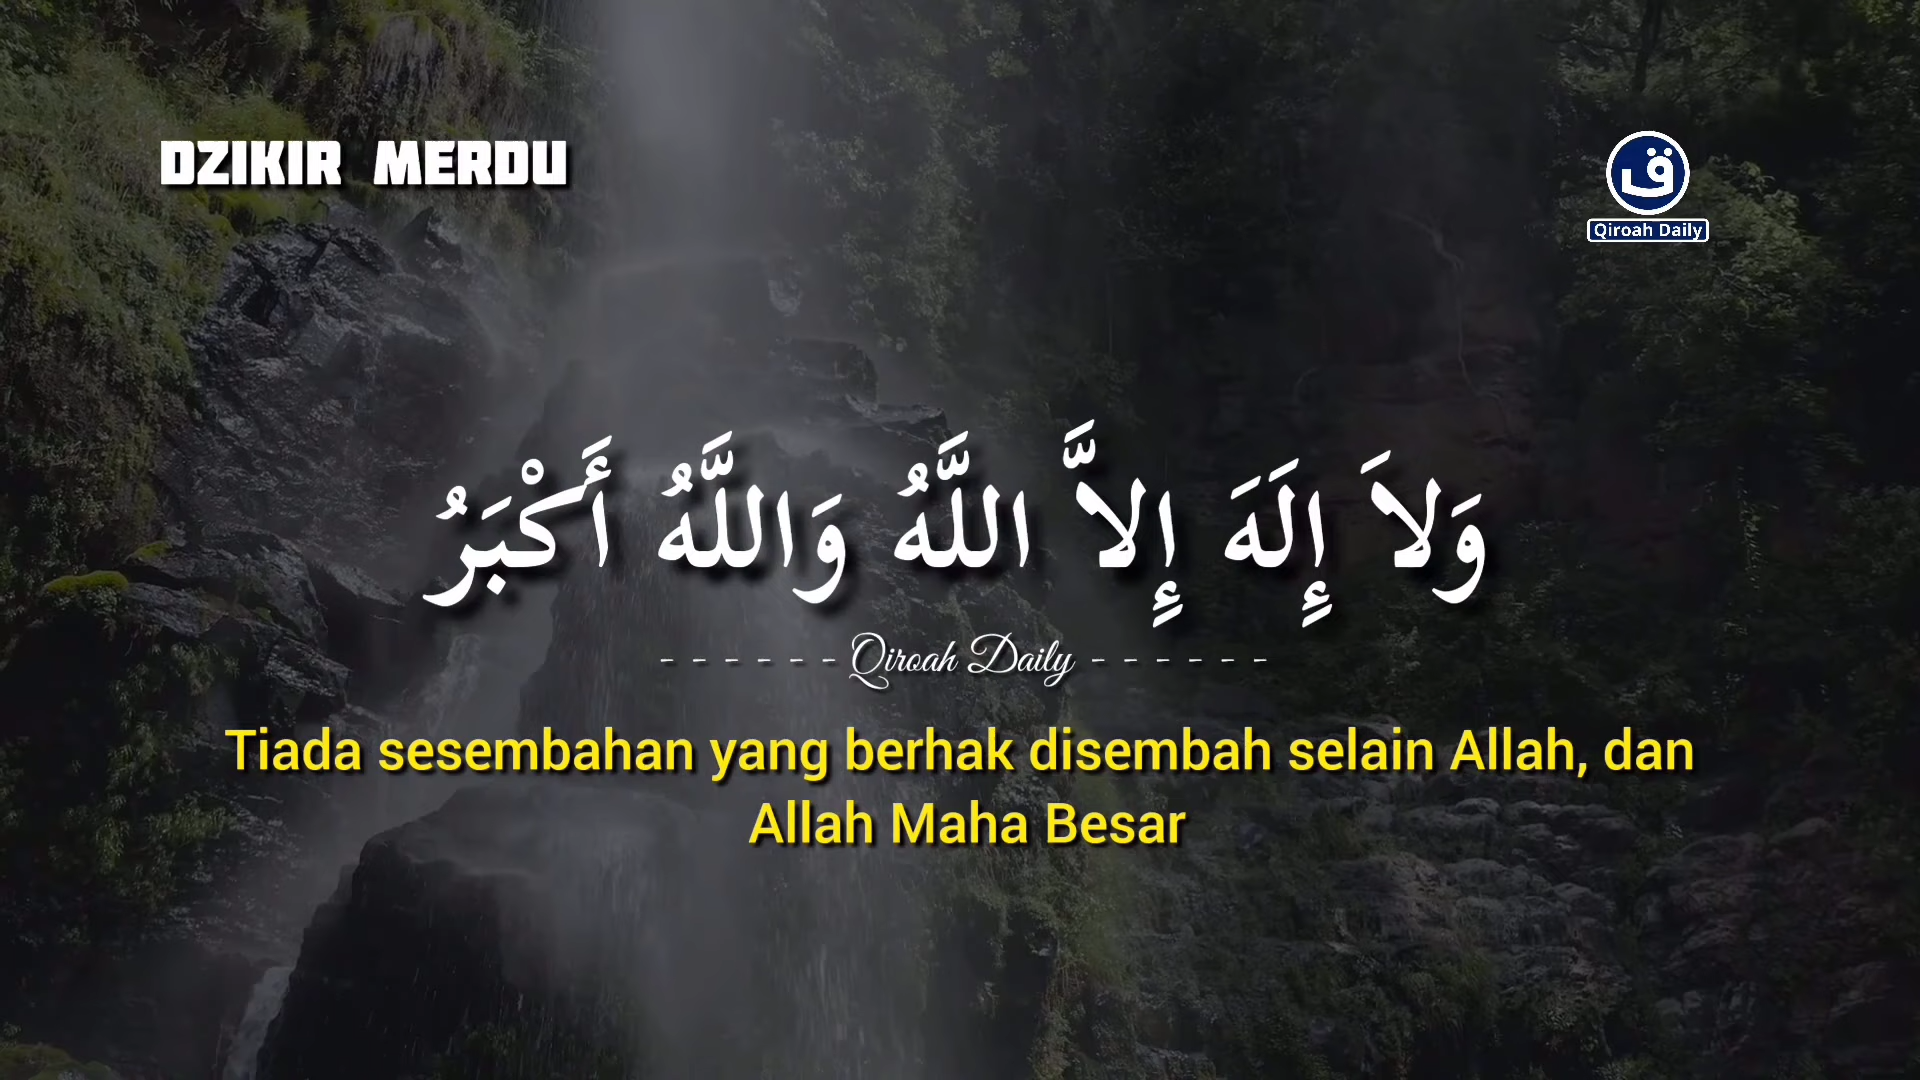 DZIKIR MERDU
ق
Qiroah Daily
وَلاَ إِلَهَ إِلاَّ اللَّهُ وَاللَّهُ أَكْبَرُ
- - - - - - Qiroah Daily - - - - - -
Tiada sesembahan yang berhak disembah selain Allah, dan
Allah Maha Besar